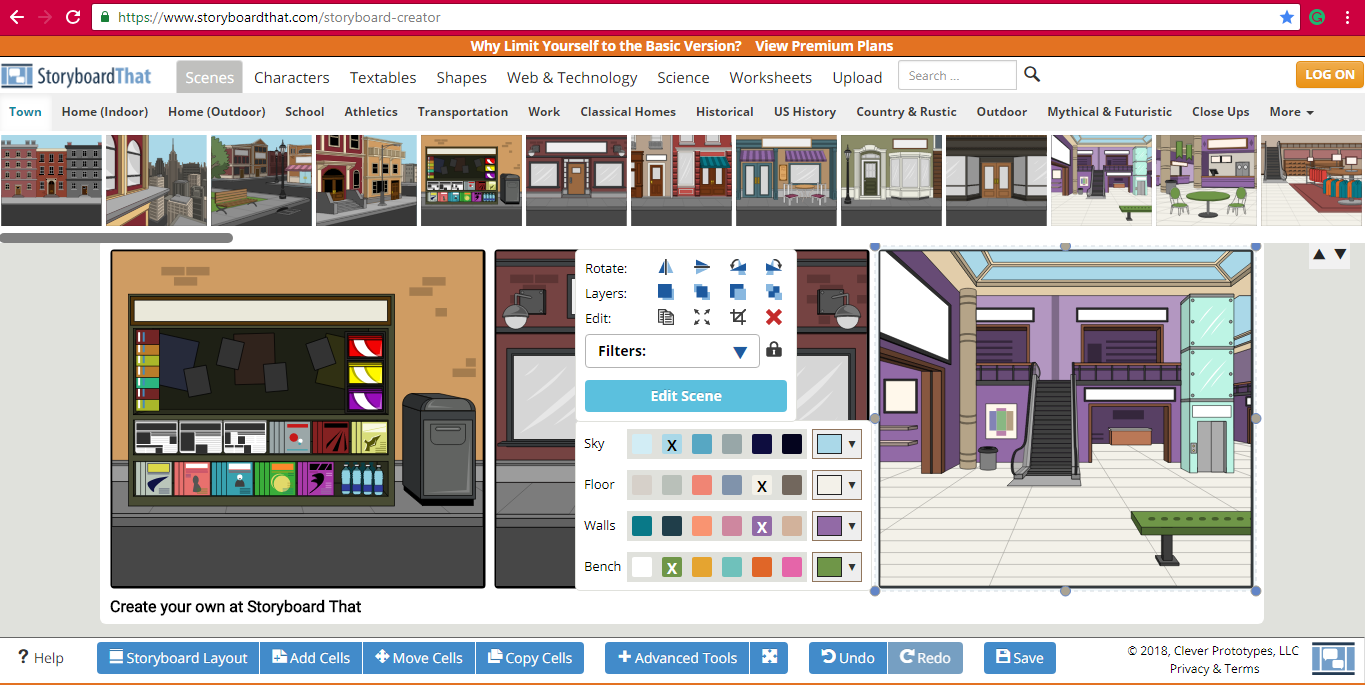 https://www.storyboardthat.com/storyboard-creator
Why Limit Yourself to the Basic Version? View Premium Plans
StoryboardThat Scenes Characters Textables Shapes Web & Technology Science Worksheets Upload Search ... LOG ON
Town Home (Indoor) Home (Outdoor) School Athletics Transportation Work Classical Homes Historical US History Country & Rustic Outdoor Mythical & Futuristic Close Ups More
Rotate:
Layers:
Edit:
Filters:
Edit Scene
Sky X
Floor X
Walls X
Bench X
Create your own at Storyboard That
? Help Storyboard Layout Add Cells Move Cells Copy Cells Advanced Tools Undo Redo Save © 2018, Clever Prototypes, LLC
Privacy & Terms